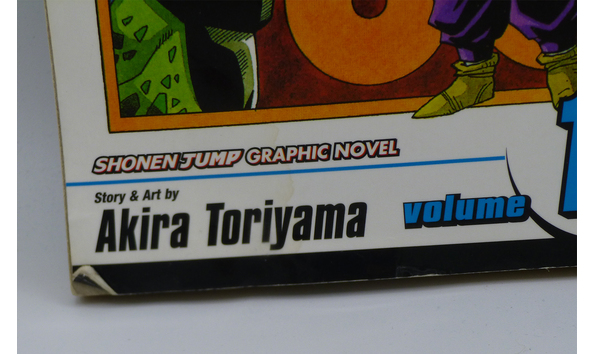 SHONEN JUMP GRAPHIC NOVEL
Story & Art by
Akira Toriyama
volume